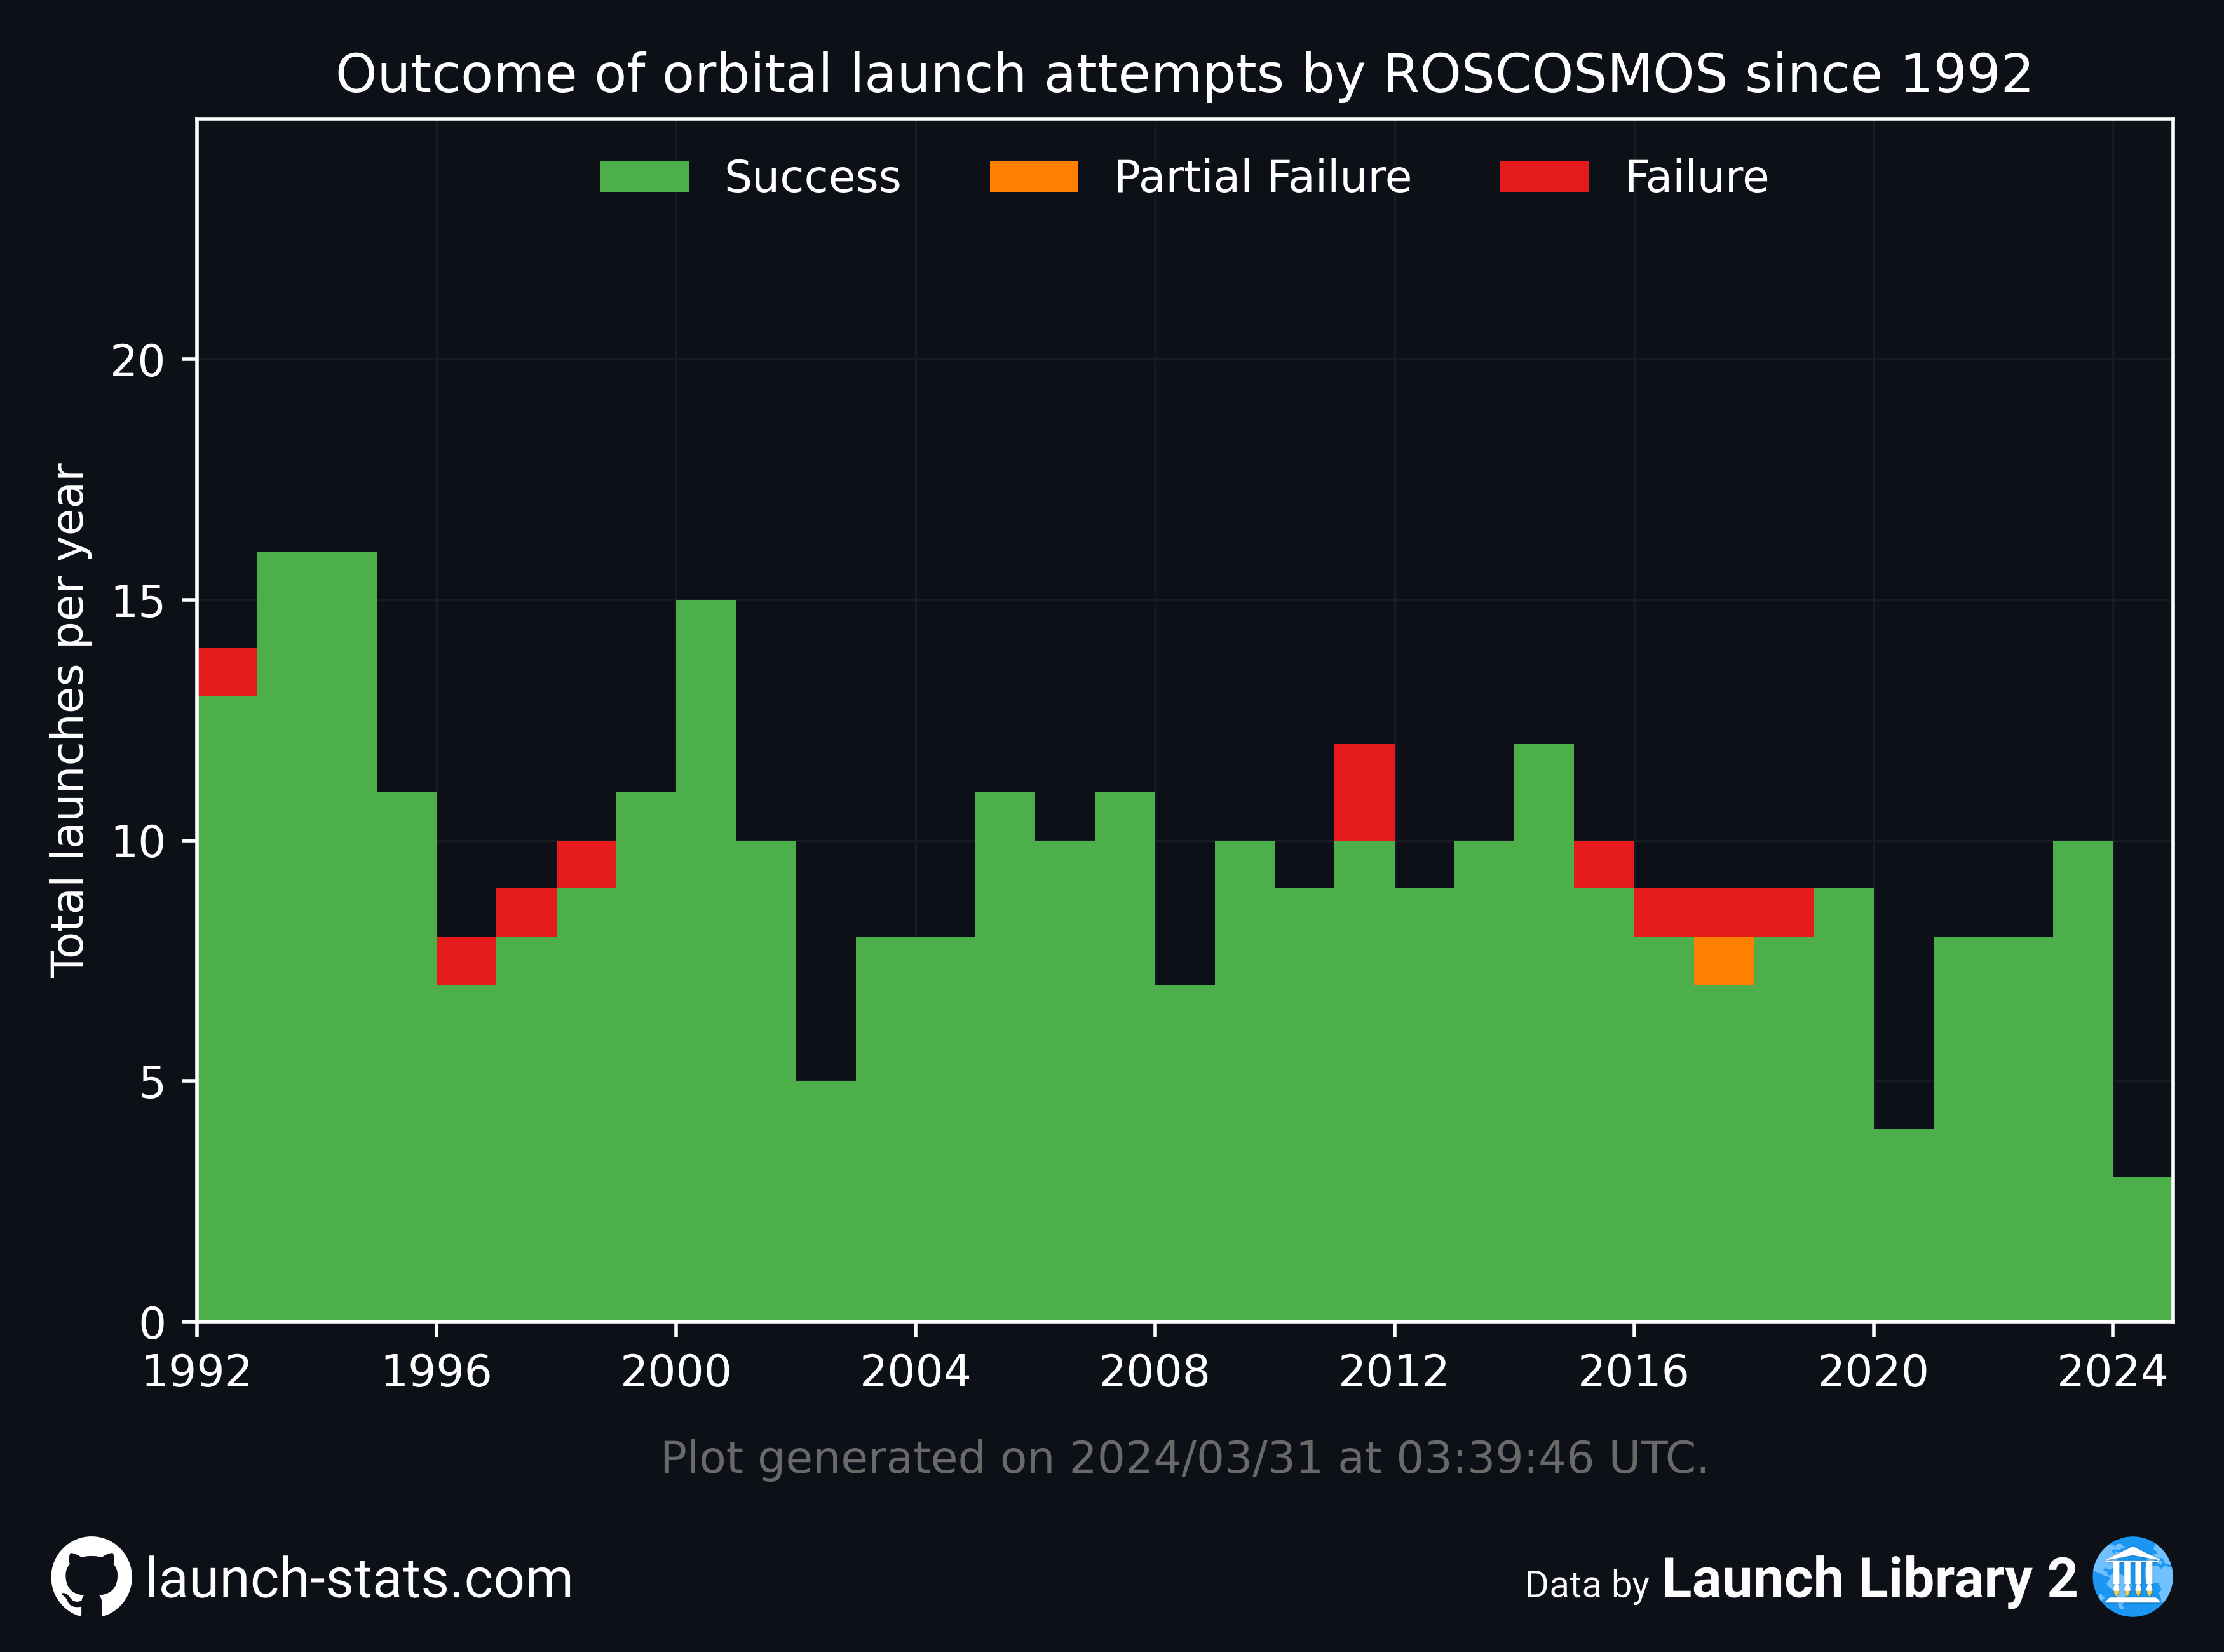 Outcome of orbital launch attempts by ROSCOSMOS since 1992
Success Partial Failure Failure
Total launches per year
20
15
10
5
0
1992 1996 2000 2004 2008 2012 2016 2020 2024
Plot generated on 2024/03/31 at 03:39:46 UTC.
launch-stats.com
Data by Launch Library 2